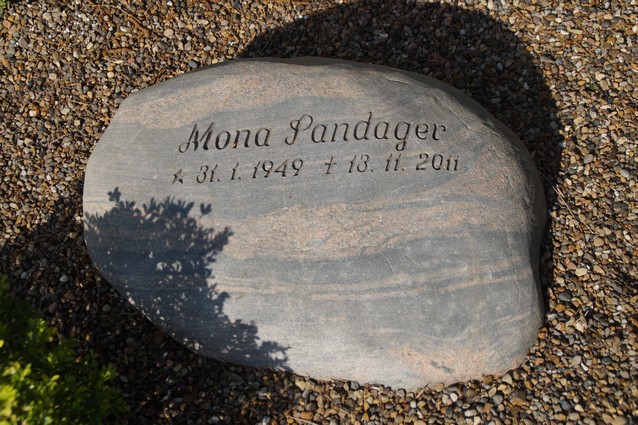 Mona Sandager
* 31. 1. 1949 † 13. 11. 2011